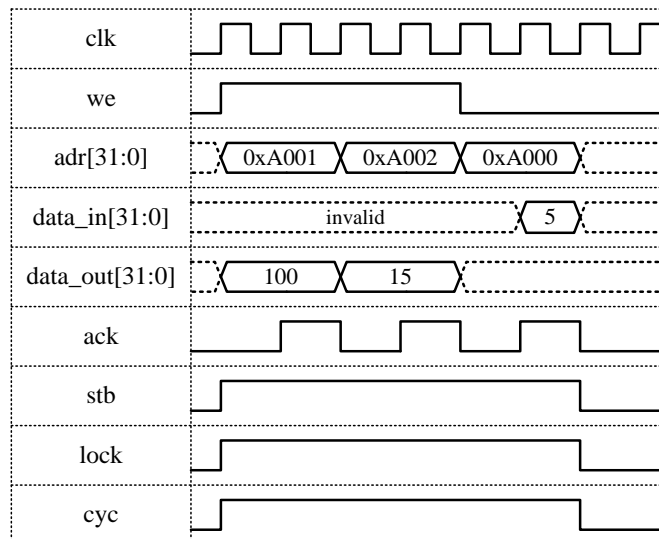 clk
we
adr[31:0]
0xA001 0xA002 0xA000
data_in[31:0]
invalid 5
data_out[31:0]
100 15
ack
stb
lock
cyc